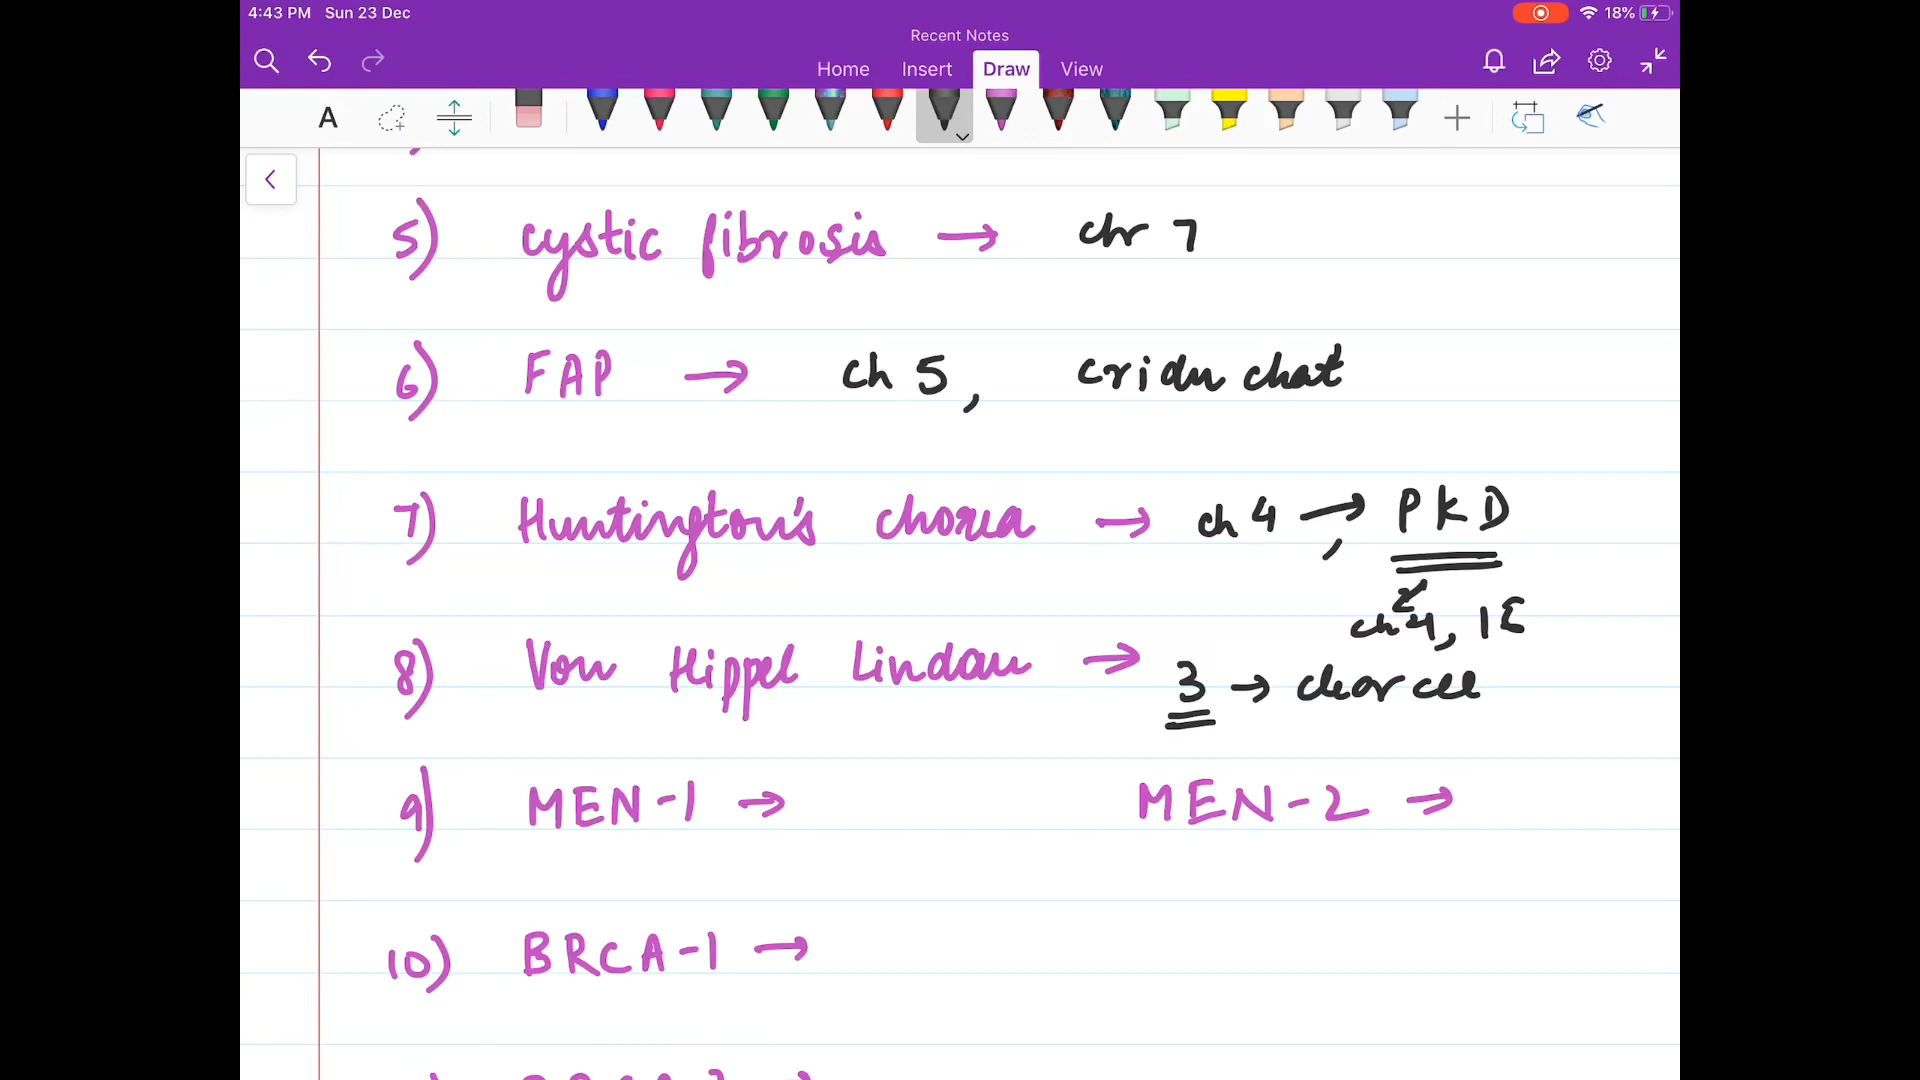 4:43 PM Sun 23 Dec 18%
Recent Notes
Home Insert Draw View
A
5) cystic fibrosis → chr 7
6) FAP → ch 5, cri du chat
7) Huntington's chorea → ch 4, → PKD
ch 4, 16
8) Von Hippel Lindau → 3 → clear cell
9) MEN-1 → MEN-2 →
10) BRCA-1 →